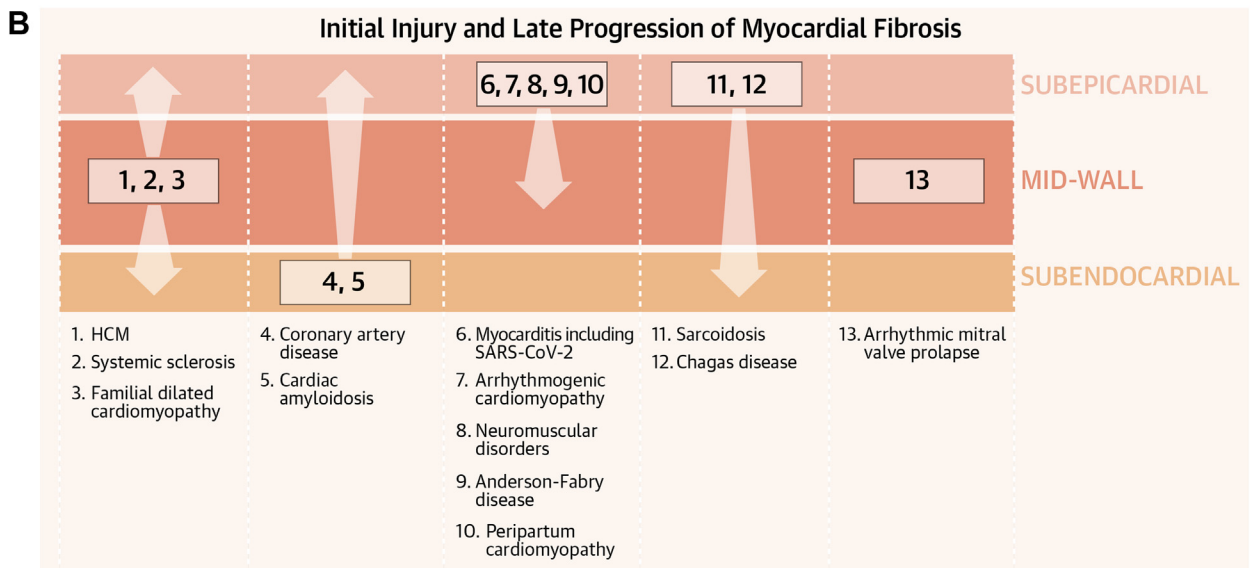 B
Initial Injury and Late Progression of Myocardial Fibrosis
6, 7, 8, 9, 10
11, 12
SUBEPICARDIAL
1, 2, 3
13
MID-WALL
4, 5
SUBENDOCARDIAL
1. HCM
2. Systemic sclerosis
3. Familial dilated
cardiomyopathy
4. Coronary artery
disease
5. Cardiac
amyloidosis
6. Myocarditis including
SARS-CoV-2
7. Arrhythmogenic
cardiomyopathy
8. Neuromuscular
disorders
9. Anderson-Fabry
disease
10. Peripartum
cardiomyopathy
11. Sarcoidosis
12. Chagas disease
13. Arrhythmic mitral
valve prolapse